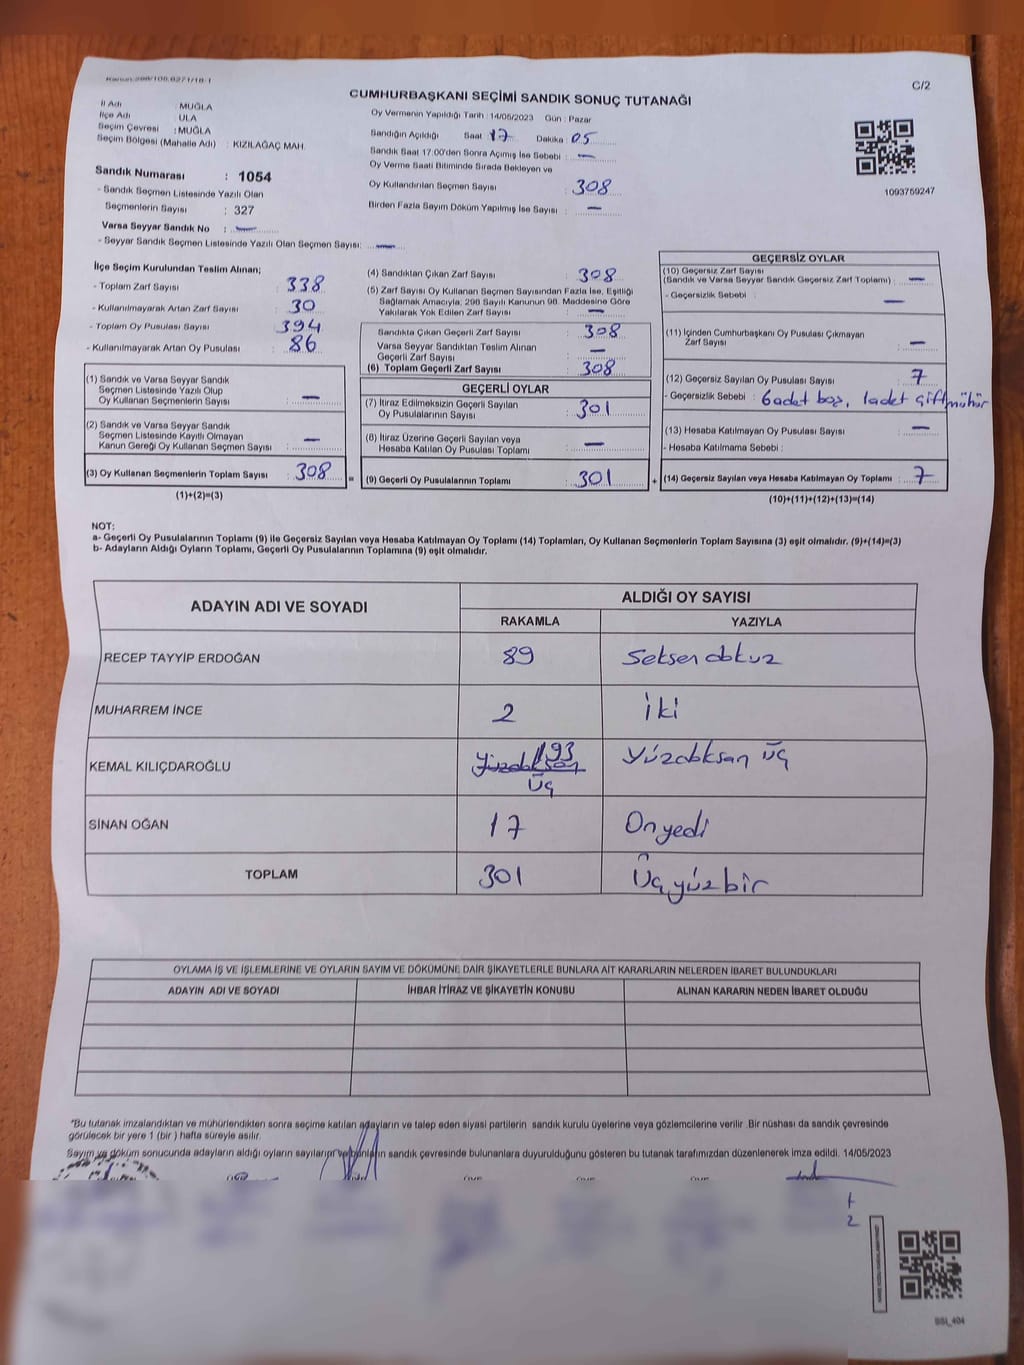 Kanun:298/108.6271/18-1
C/2
CUMHURBAŞKANI SEÇİMİ SANDIK SONUÇ TUTANAĞI
İl Adı : MUĞLA
İlçe Adı : ULA
Seçim Çevresi : MUĞLA
Seçim Bölgesi (Mahalle Adı) : KIZILAĞAÇ MAH.
Oy Vermenin Yapıldığı Tarih : 14/05/2023 Gün : Pazar
Sandığın Açıldığı Saat 17 Dakika : 05
Sandık Saat 17.00'den Sonra Açımış İse Sebebi : —
Oy Verme Saati Bitiminde Sırada Bekleyen ve
Oy Kullandırılan Seçmen Sayısı : 308
Birden Fazla Sayım Döküm Yapılmış İse Sayısı : —
1093759247
Sandık Numarası : 1054
- Sandık Seçmen Listesinde Yazılı Olan
Seçmenlerin Sayısı : 327
Varsa Seyyar Sandık No : —
- Seyyar Sandık Seçmen Listesinde Yazılı Olan Seçmen Sayısı: —
İlçe Seçim Kurulundan Teslim Alınan;
- Toplam Zarf Sayısı : 338
- Kullanılmayarak Artan Zarf Sayısı : 30
- Toplam Oy Pusulası Sayısı : 394
- Kullanılmayarak Artan Oy Pusulası : 86
(1) Sandık ve Varsa Seyyar Sandık
Seçmen Listesinde Yazılı Olup
Oy Kullanan Seçmenlerin Sayısı : —
(2) Sandık ve Varsa Seyyar Sandık
Seçmen Listesinde Kayıtlı Olmayan
Kanun Gereği Oy Kullanan Seçmen Sayısı : —
(3) Oy Kullanan Seçmenlerin Toplam Sayısı : 308
(1)+(2)=(3)
(4) Sandıktan Çıkan Zarf Sayısı : 308
(5) Zarf Sayısı Oy Kullanan Seçmen Sayısından Fazla İse, Eşitliği
Sağlamak Amacıyla, 298 Sayılı Kanunun 98. Maddesine Göre
Yakılarak Yok Edilen Zarf Sayısı : —
Sandıkta Çıkan Geçerli Zarf Sayısı : 308
Varsa Seyyar Sandıktan Teslim Alınan
Geçerli Zarf Sayısı : —
(6) Toplam Geçerli Zarf Sayısı : 308
GEÇERLİ OYLAR
(7) İtiraz Edilmeksizin Geçerli Sayılan
Oy Pusulalarının Sayısı : 301
(8) İtiraz Üzerine Geçerli Sayılan veya
Hesaba Katılan Oy Pusulası Toplamı : —
= (9) Geçerli Oy Pusulalarının Toplamı : 301
GEÇERSİZ OYLAR
(10) Geçersiz Zarf Sayısı
(Sandık ve Varsa Seyyar Sandık Geçersiz Zarf Toplamı) : —
- Geçersizlik Sebebi : —
(11) İçinden Cumhurbaşkanı Oy Pusulası Çıkmayan
Zarf Sayısı : —
(12) Geçersiz Sayılan Oy Pusulası Sayısı : 7
- Geçersizlik Sebebi : 6 adet boş, 1 adet çift mühür
(13) Hesaba Katılmayan Oy Pusulası Sayısı : —
- Hesaba Katılmama Sebebi :
+ (14) Geçersiz Sayılan veya Hesaba Katılmayan Oy Toplamı : 7
(10)+(11)+(12)+(13)=(14)
NOT:
a- Geçerli Oy Pusulalarının Toplamı (9) ile Geçersiz Sayılan veya Hesaba Katılmayan Oy Toplamı (14) Toplamları, Oy Kullanan Seçmenlerin Toplam Sayısına (3) eşit olmalıdır. (9)+(14)=(3)
b- Adayların Aldığı Oyların Toplamı, Geçerli Oy Pusulalarının Toplamına (9) eşit olmalıdır.
ADAYIN ADI VE SOYADI
ALDIĞI OY SAYISI
RAKAMLA YAZIYLA
RECEP TAYYİP ERDOĞAN 89 Seksen dokuz
MUHARREM İNCE 2 İki
KEMAL KILIÇDAROĞLU 193 Yüzdoksan Üç Yüzdoksan üç
SİNAN OĞAN 17 Onyedi
TOPLAM 301 Üçyüzbir
OYLAMA İŞ VE İŞLEMLERİNE VE OYLARIN SAYIM VE DÖKÜMÜNE DAİR ŞİKAYETLERLE BUNLARA AİT KARARLARIN NELERDEN İBARET BULUNDUKLARI
ADAYIN ADI VE SOYADI İHBAR İTİRAZ VE ŞİKAYETİN KONUSU ALINAN KARARIN NEDEN İBARET OLDUĞU
"Bu tutanak imzalandıktan ve mühürlendikten sonra seçime katılan adayların ve talep eden siyasi partilerin sandık kurulu üyelerine veya gözlemcilerine verilir .Bir nüshası da sandık çevresinde
görülecek bir yere 1 (bir ) hafta süreyle asılır.
Sayım ve döküm sonucunda adayların aldığı oyların sayılarını ve bunların sandık çevresinde bulunanlara duyurulduğunu gösteren bu tutanak tarafımızdan düzenlenerek imza edildi. 14/05/2023
1
2
SSI_404